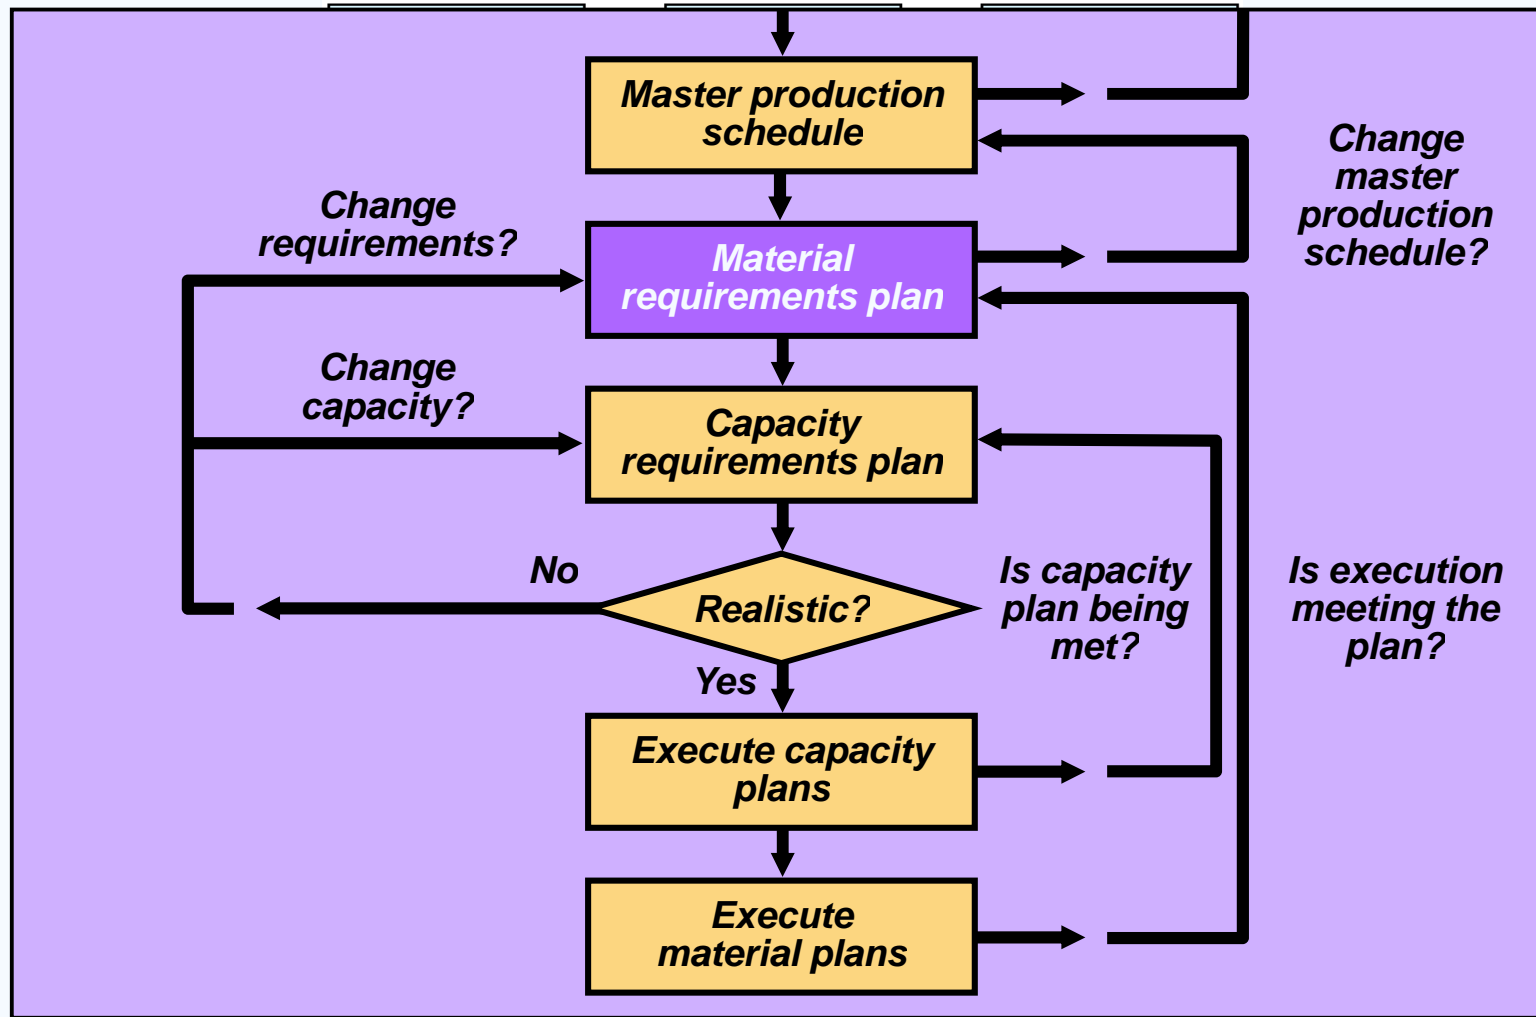 Master production
schedule
Change
master
production
schedule?
Change
requirements?
Material
requirements plan
Change
capacity?
Capacity
requirements plan
No
Realistic?
Is capacity
plan being
met?
Is execution
meeting the
plan?
Yes
Execute capacity
plans
Execute
material plans